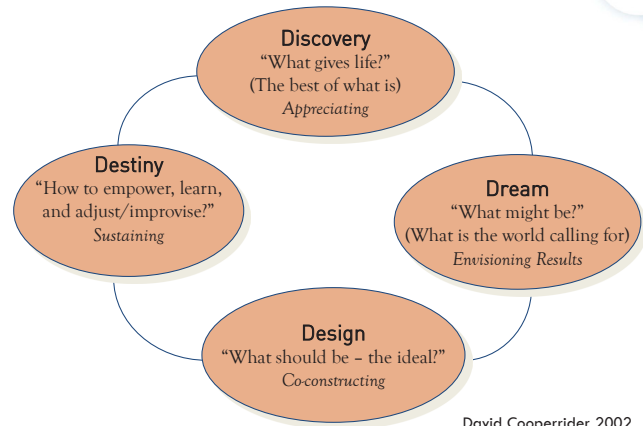 Discovery
“What gives life?”
(The best of what is)
Appreciating
Destiny
“How to empower, learn,
and adjust/improvise?”
Sustaining
Dream
“What might be?”
(What is the world calling for)
Envisioning Results
Design
“What should be – the ideal?”
Co-constructing
David Cooperrider 2002